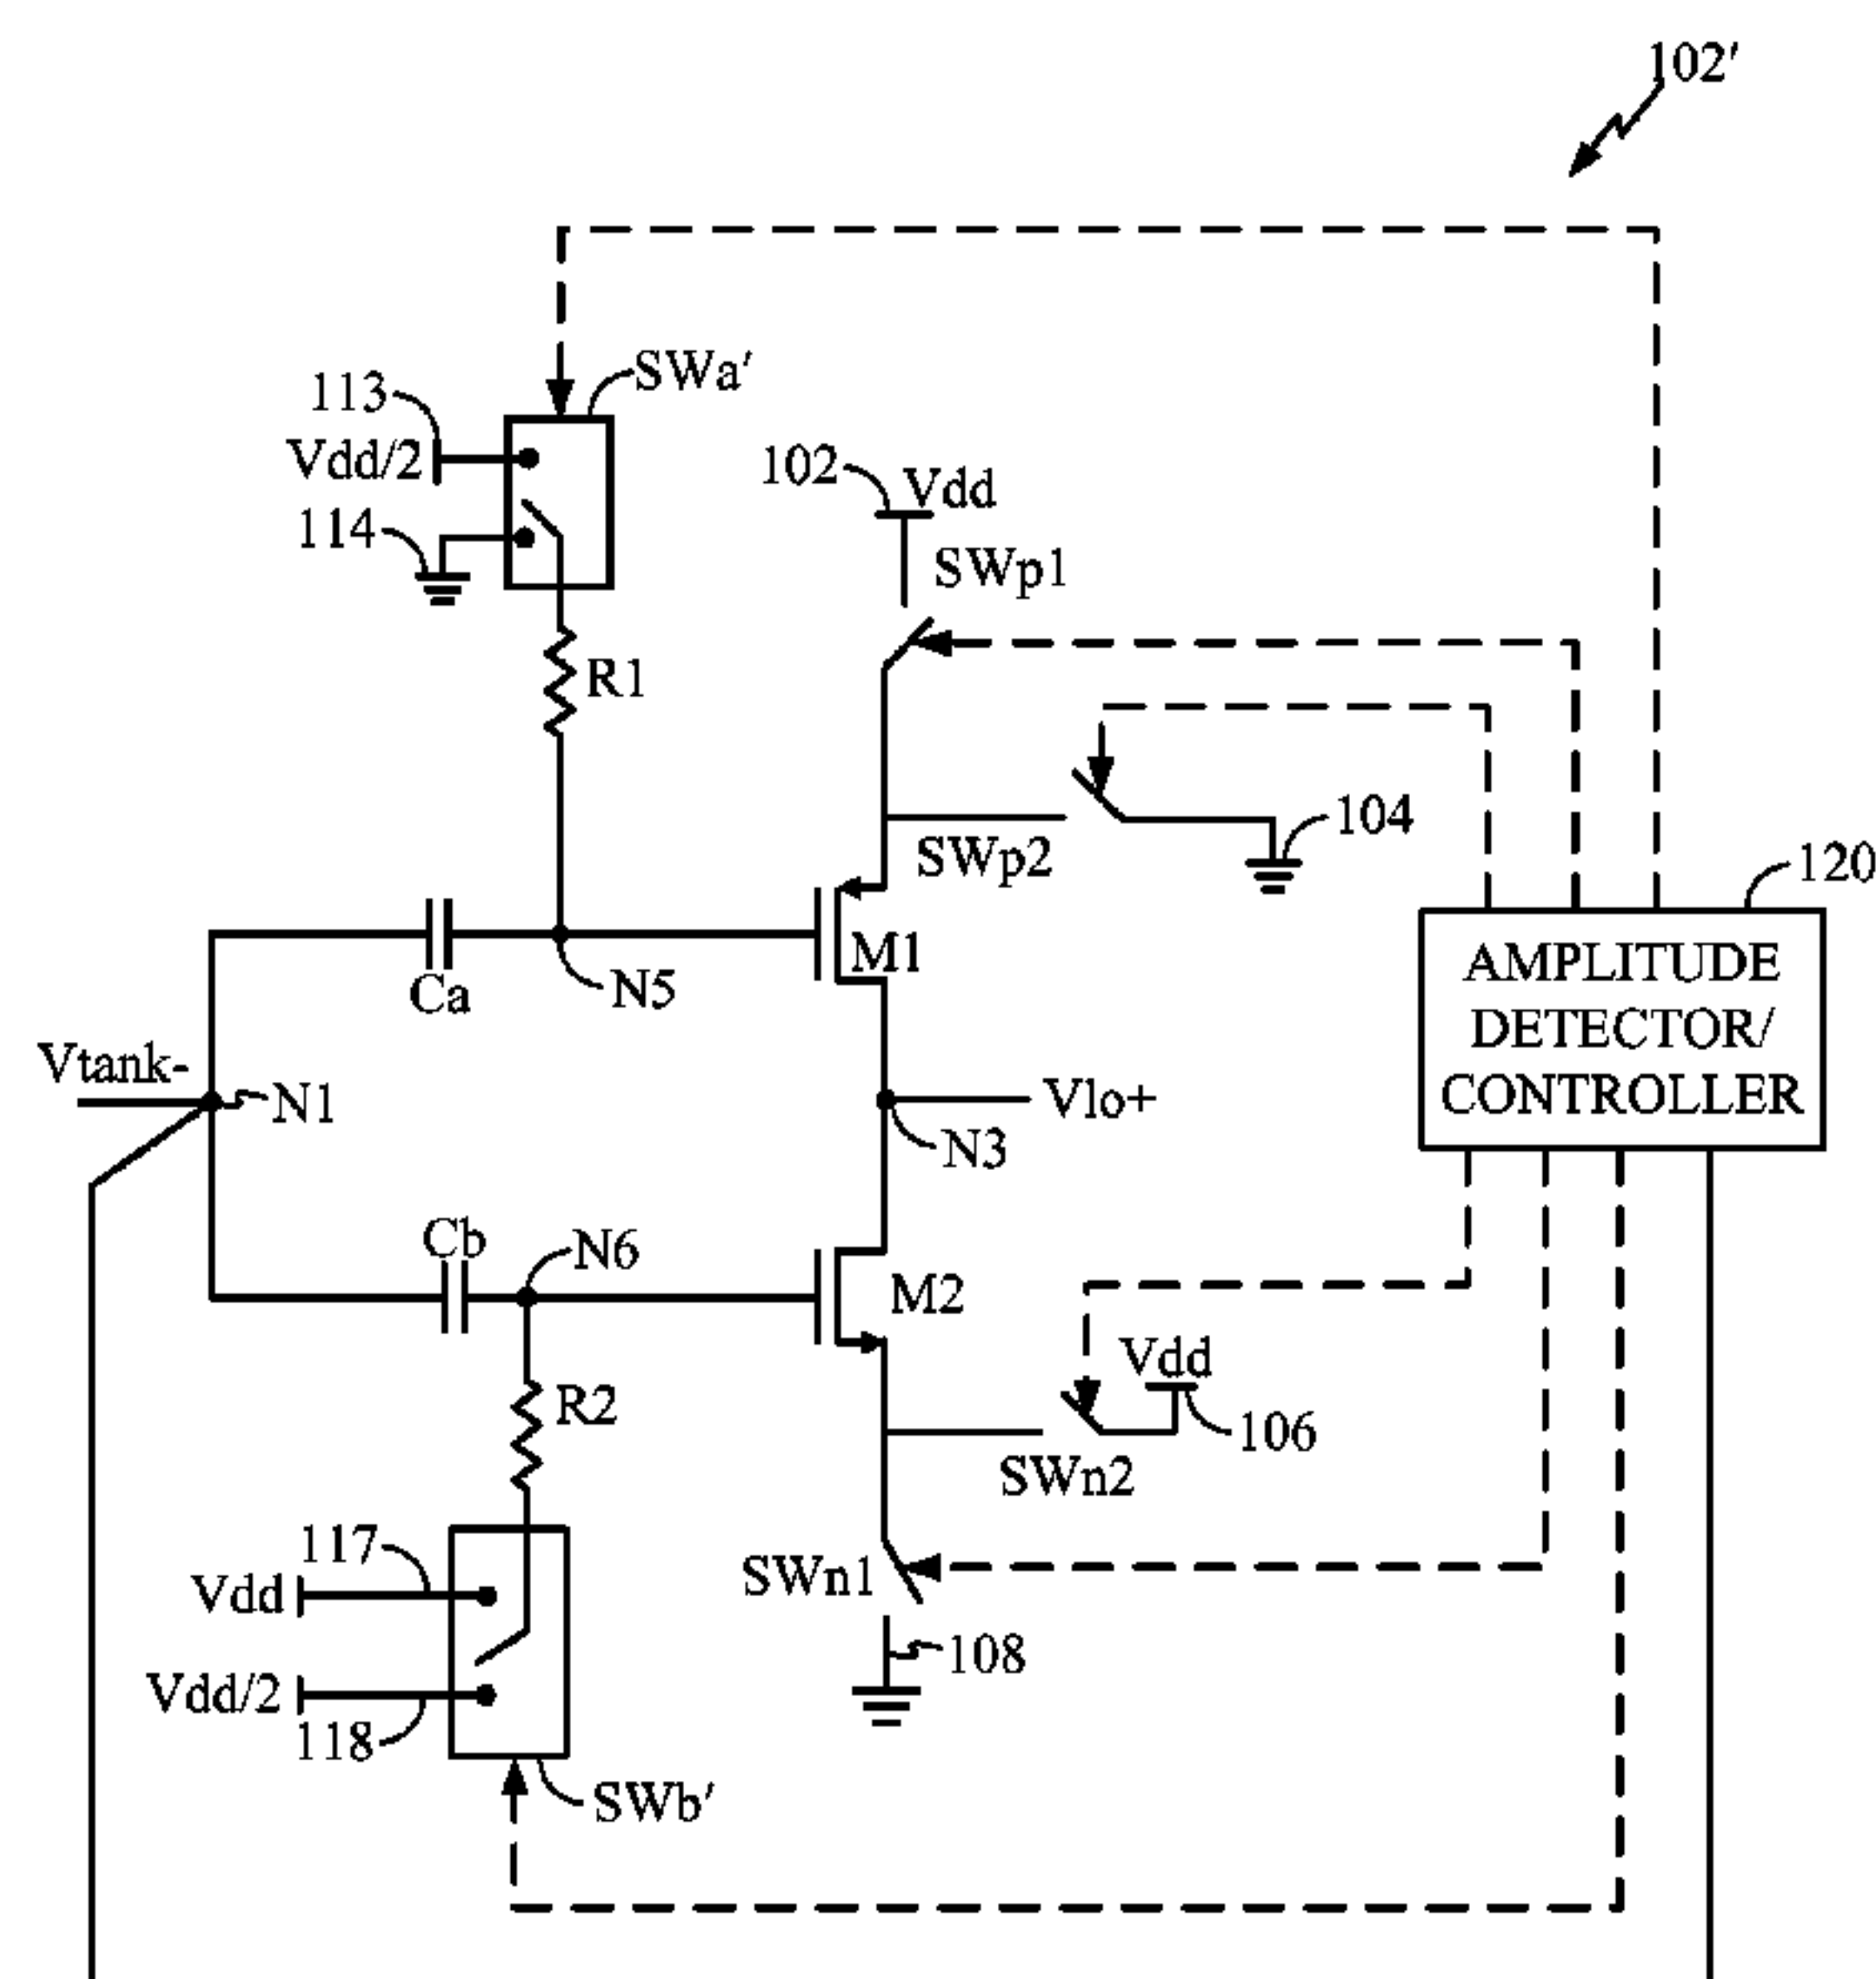 102'
SWa'
113
Vdd/2
102
Vdd
114
SWp1
R1
104
SWp2
120
M1
AMPLITUDE
DETECTOR/
CONTROLLER
N5
Ca
Vtank-
N1
Vlo+
N3
Cb
N6
M2
Vdd
R2
106
SWn2
117
SWn1
Vdd
108
Vdd/2
118
SWb'